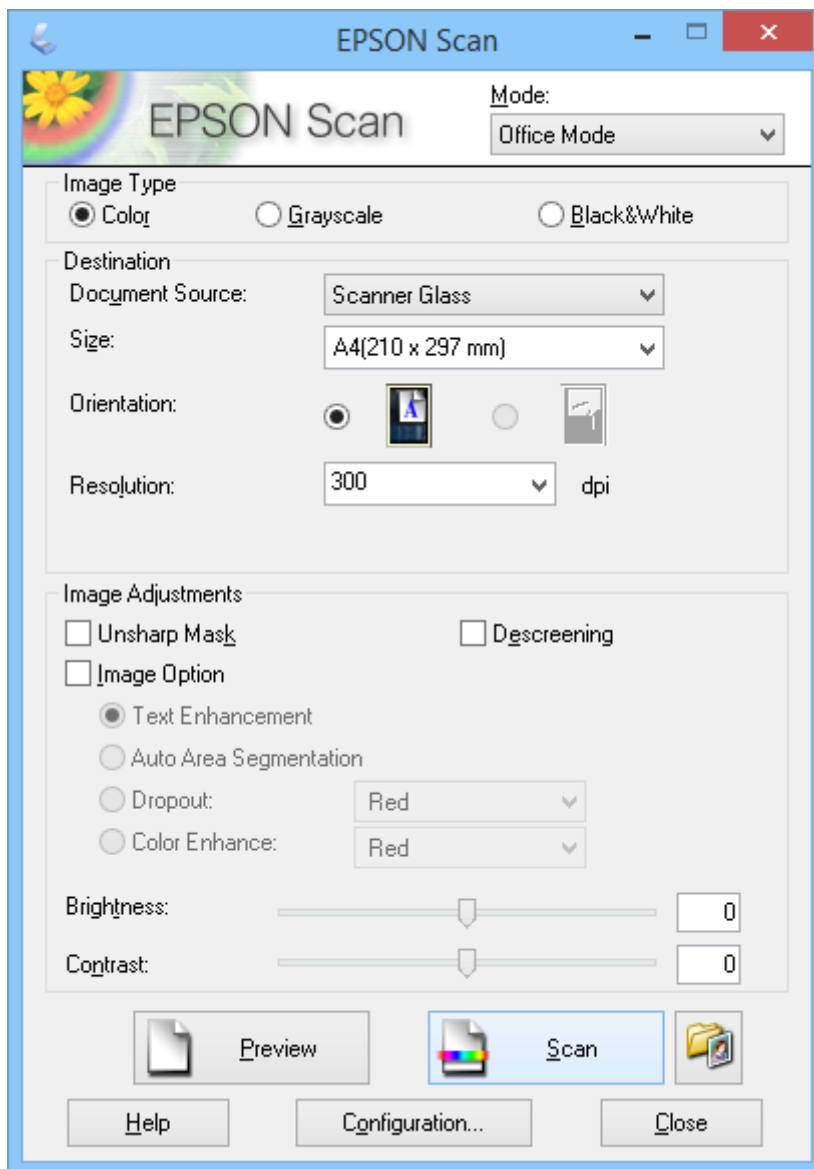 EPSON Scan
EPSON Scan
Mode:
Office Mode
Image Type
Color Grayscale Black&White
Destination
Document Source: Scanner Glass
Size: A4(210 x 297 mm)
Orientation: A
Resolution: 300 dpi
Image Adjustments
Unsharp Mask Descreening
Image Option
Text Enhancement
Auto Area Segmentation
Dropout: Red
Color Enhance: Red
Brightness: 0
Contrast: 0
Preview Scan
Help Configuration... Close